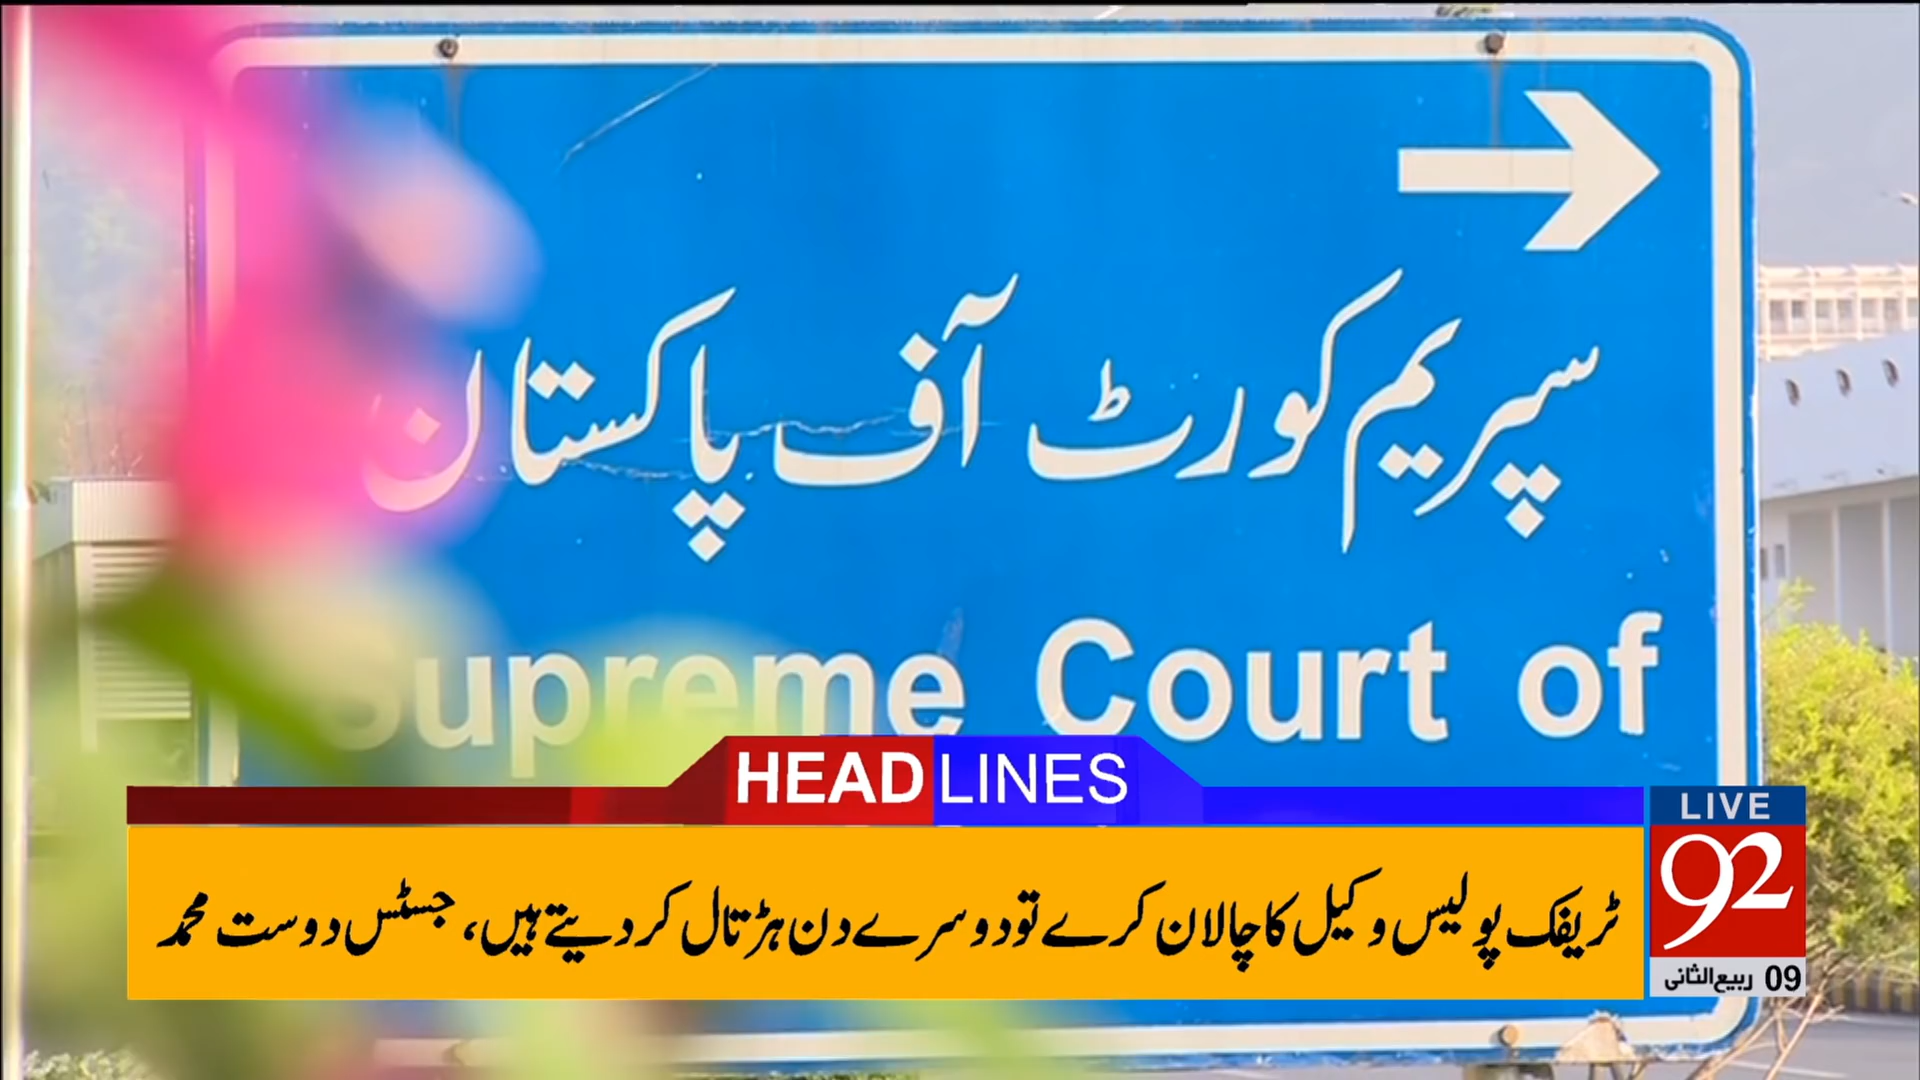 سپریم کورٹ آف پاکستان
Supreme Court of
HEADLINES
LIVE
92
ٹریفک پولیس وکیل کا چالان کرے تو دوسرے دن ہڑتال کر دیتے ہیں، جسٹس دوست محمد
09 ربیع الثانی